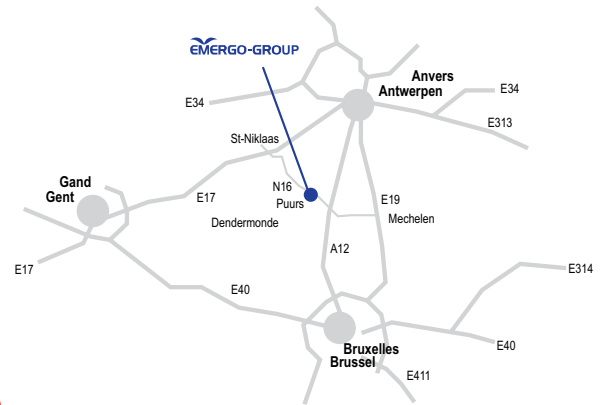 EMERGO-GROUP
Anvers
Antwerpen
E34
E34
E313
St-Niklaas
Gand
Gent
E17
N16
Puurs
E19
Mechelen
Dendermonde
A12
E17
E40
E314
Bruxelles
Brussel
E40
E411